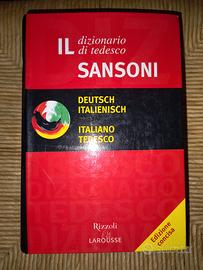 IL dizionario
di tedesco
SANSONI
DEUTSCH
ITALIENISCH
ITALIANO
TEDESCO
Edizione
concisa
Rizzoli
LAROUSSE